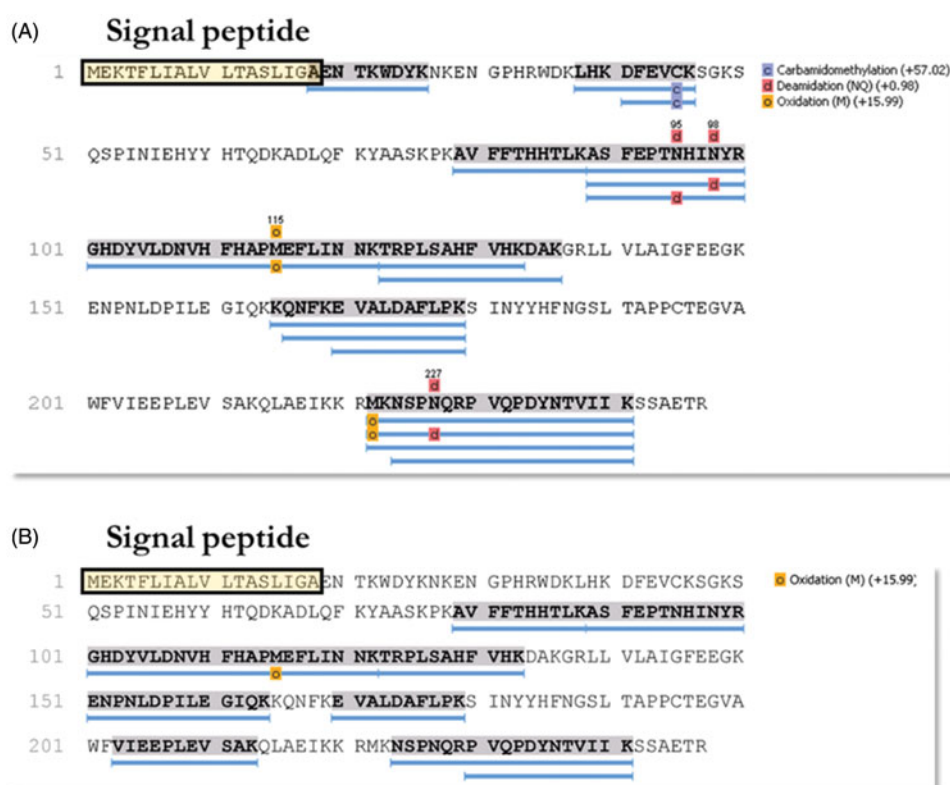 (A) Signal peptide
1 MEKTFLIALV LTASLIGAEN TKWDYKNKEN GPHRWDKLHK DFEVCKSGKS
c Carbamidomethylation (+57.02)
c
d Deamidation (NQ) (+0.98)
c
o Oxidation (M) (+15.99)
95 98
d d
51 QSPINIEHYY HTQDKADLQF KYAASKPKAV FFTHHTLKAS FEPTNHINYR
d
d
115
o
101 GHDYVLDNVH FHAPMEFLIN NKTRPLSAHF VHKDAKGRLL VLAIGFEEGK
o
151 ENPNLDPILE GIQKKQNFKE VALDAFLPKS INYYHFNGSL TAPPCTEGVA
227
d
201 WFVIEEPLEV SAKQLAEIKK RMKNSPNQRP VQPDYNTVII KSSAETR
o
o d
(B) Signal peptide
1 MEKTFLIALV LTASLIGAEN TKWDYKNKEN GPHRWDKLHK DFEVCKSGKS
o Oxidation (M) (+15.99)
51 QSPINIEHYY HTQDKADLQF KYAASKPKAV FFTHHTLKAS FEPTNHINYR
101 GHDYVLDNVH FHAPMEFLIN NKTRPLSAHF VHKDAKGRLL VLAIGFEEGK
o
151 ENPNLDPILE GIQKKQNFKE VALDAFLPKS INYYHFNGSL TAPPCTEGVA
201 WFVIEEPLEV SAKQLAEIKK RMKNSPNQRP VQPDYNTVII KSSAETR